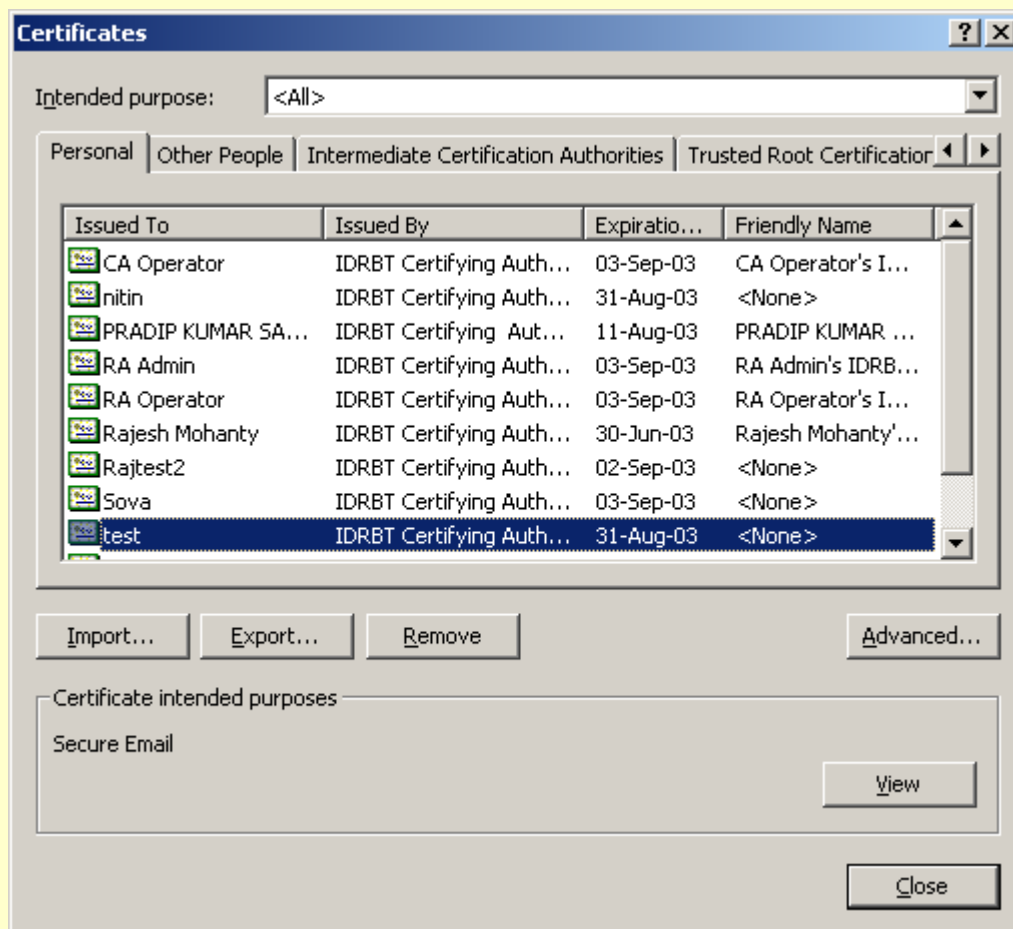 Certificates
Intended purpose: <All>
Personal Other People Intermediate Certification Authorities Trusted Root Certification
Issued To Issued By Expiratio... Friendly Name
CA Operator IDRBT Certifying Auth... 03-Sep-03 CA Operator's I...
nitin IDRBT Certifying Auth... 31-Aug-03 <None>
PRADIP KUMAR SA... IDRBT Certifying Aut... 11-Aug-03 PRADIP KUMAR ...
RA Admin IDRBT Certifying Auth... 03-Sep-03 RA Admin's IDRB...
RA Operator IDRBT Certifying Auth... 03-Sep-03 RA Operator's I...
Rajesh Mohanty IDRBT Certifying Auth... 30-Jun-03 Rajesh Mohanty'...
Rajtest2 IDRBT Certifying Auth... 02-Sep-03 <None>
Sova IDRBT Certifying Auth... 03-Sep-03 <None>
test IDRBT Certifying Auth... 31-Aug-03 <None>
Import... Export... Remove Advanced...
Certificate intended purposes
Secure Email
View
Close